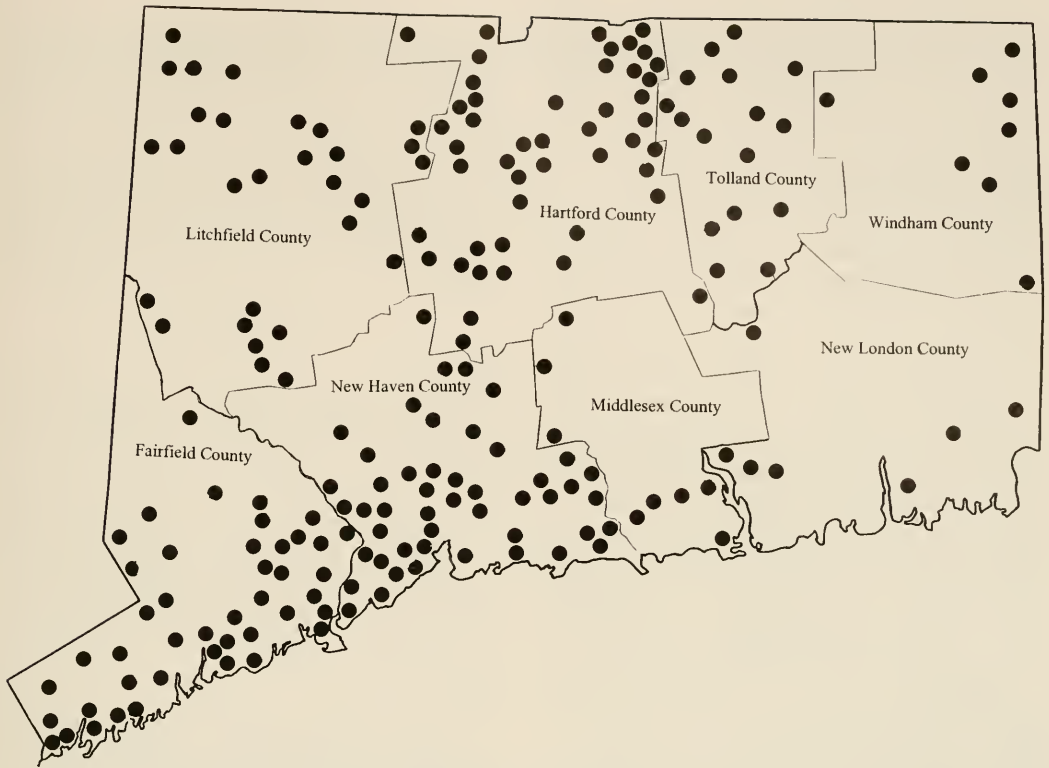 Tolland County
Hartford County
Windham County
Litchfield County
New London County
New Haven County
Middlesex County
Fairfield County